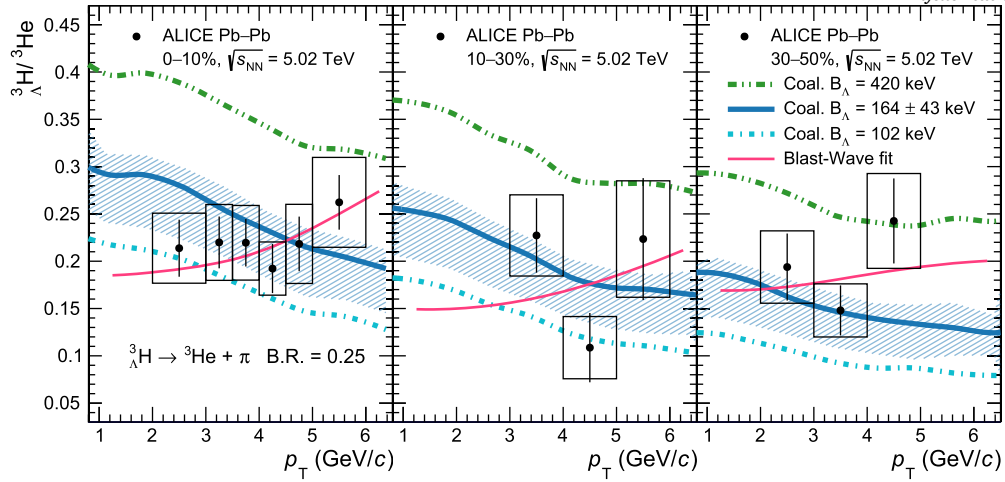 ³ΛH/ ³He
0.45
0.4
0.35
0.3
0.25
0.2
0.15
0.1
0.05
ALICE Pb–Pb
0–10%, √sNN = 5.02 TeV
³ΛH → ³He + π B.R. = 0.25
1 2 3 4 5 6
pT (GeV/c)
ALICE Pb–Pb
10–30%, √sNN = 5.02 TeV
1 2 3 4 5 6
pT (GeV/c)
ALICE Pb–Pb
30–50%, √sNN = 5.02 TeV
Coal. BΛ = 420 keV
Coal. BΛ = 164 ± 43 keV
Coal. BΛ = 102 keV
Blast-Wave fit
1 2 3 4 5 6
pT (GeV/c)